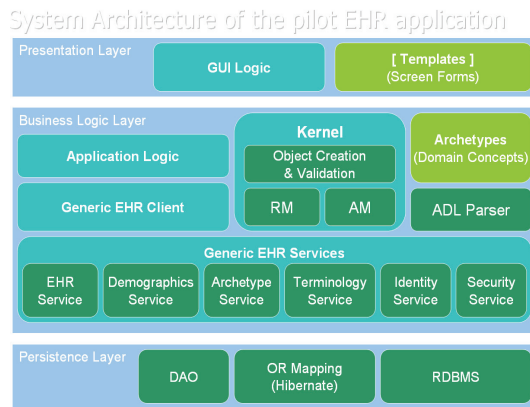 System Architecture of the pilot EHR application
Presentation Layer
GUI Logic
[ Templates ]
(Screen Forms)
Business Logic Layer
Application Logic
Generic EHR Client
Kernel
Object Creation
& Validation
RM
AM
Archetypes
(Domain Concepts)
ADL Parser
Generic EHR Services
EHR
Service
Demographics
Service
Archetype
Service
Terminology
Service
Identity
Service
Security
Service
Persistence Layer
DAO
OR Mapping
(Hibernate)
RDBMS